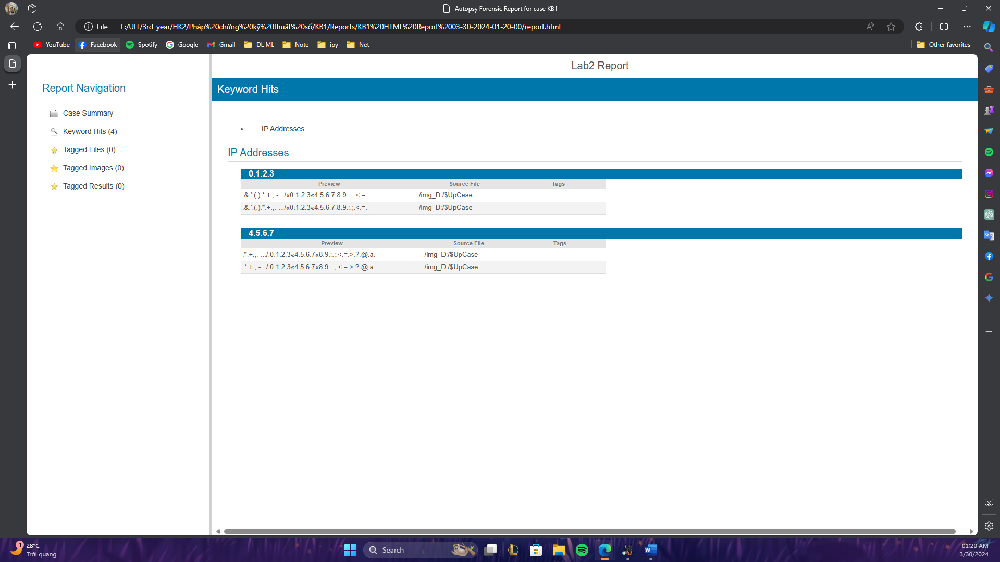 Autopsy Forensic Report for case KB1
File F:/UIT/3rd_year/HK2/Pháp%20chứng%20kỹ%20thuật%20số/KB1/Reports/KB1%20HTML%20Report%2003-30-2024-01-20-00/report.html
YouTube Facebook Spotify Google Gmail DL ML Note ipy Net Other favorites
Lab2 Report
Report Navigation
Case Summary
Keyword Hits (4)
Tagged Files (0)
Tagged Images (0)
Tagged Results (0)
Keyword Hits
• IP Addresses
IP Addresses
0.1.2.3
Preview Source File Tags
.&.'.(.).*.+.,.-.../«0.1.2.3«4.5.6.7.8.9.:.;.<.=. /img_D:/$UpCase
.&.'.(.).*.+.,.-.../«0.1.2.3«4.5.6.7.8.9.:.;.<.=. /img_D:/$UpCase
4.5.6.7
Preview Source File Tags
.*.+.,.-.../.0.1.2.3«4.5.6.7«8.9.:.;.<.=.>.?.@.a. /img_D:/$UpCase
.*.+.,.-.../.0.1.2.3«4.5.6.7«8.9.:.;.<.=.>.?.@.a. /img_D:/$UpCase
1
28°C
Trời quang
Search
01:20 AM
3/30/2024